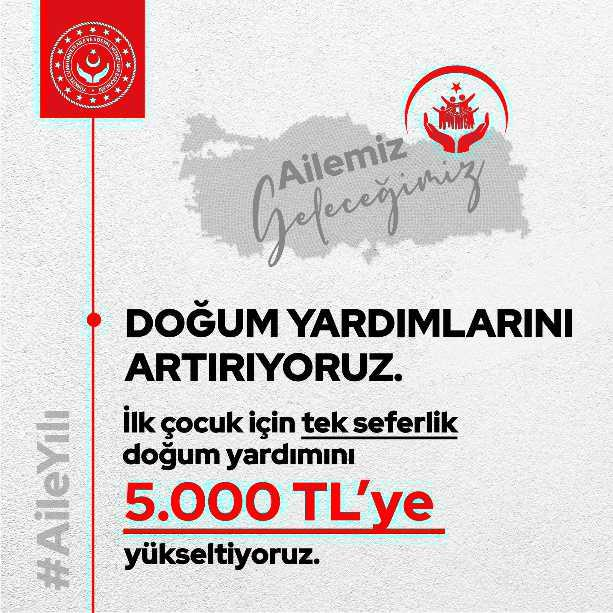 Ailemiz
Geleceğimiz
DOĞUM YARDIMLARINI
ARTIRIYORUZ.
İlk çocuk için tek seferlik
doğum yardımını
5.000 TL’ye
yükseltiyoruz.
#AileYılı